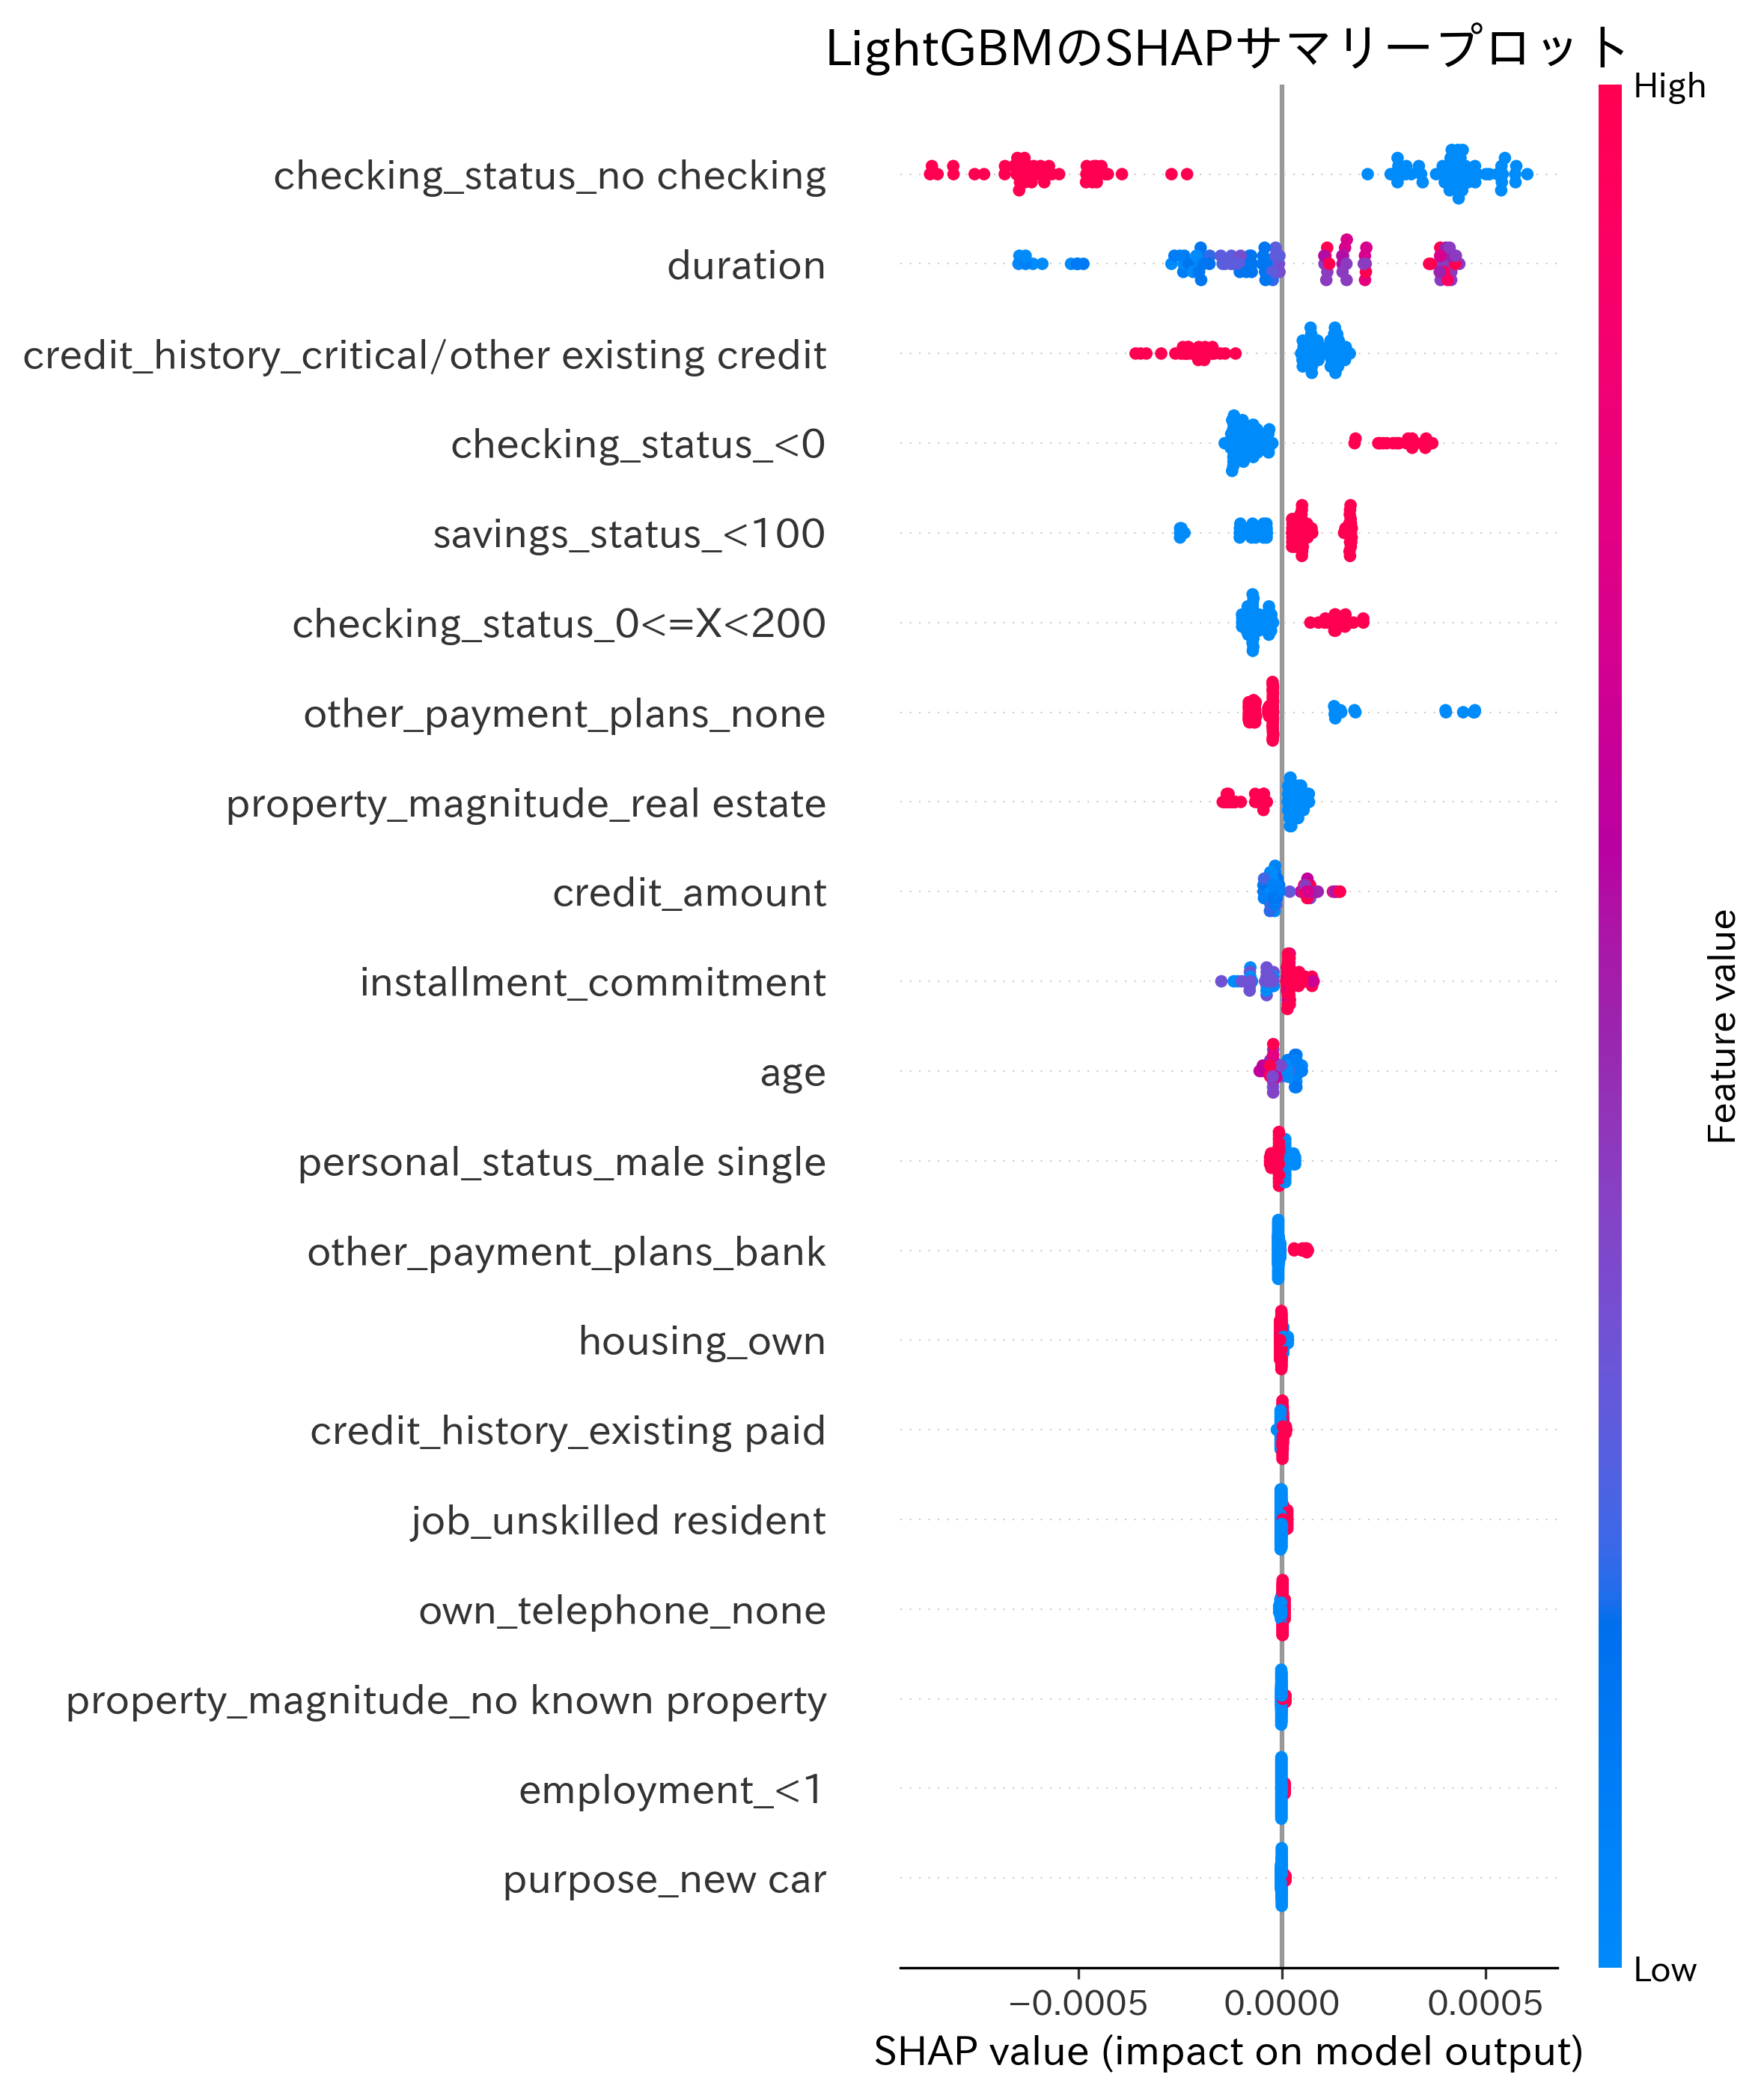 LightGBMのSHAPサマリープロット
High
checking_status_no checking
duration
credit_history_critical/other existing credit
checking_status_<0
savings_status_<100
checking_status_0<=X<200
other_payment_plans_none
property_magnitude_real estate
credit_amount
installment_commitment
age
personal_status_male single
other_payment_plans_bank
housing_own
credit_history_existing paid
job_unskilled resident
own_telephone_none
property_magnitude_no known property
employment_<1
purpose_new car
Feature value
Low
−0.0005 0.0000 0.0005
SHAP value (impact on model output)